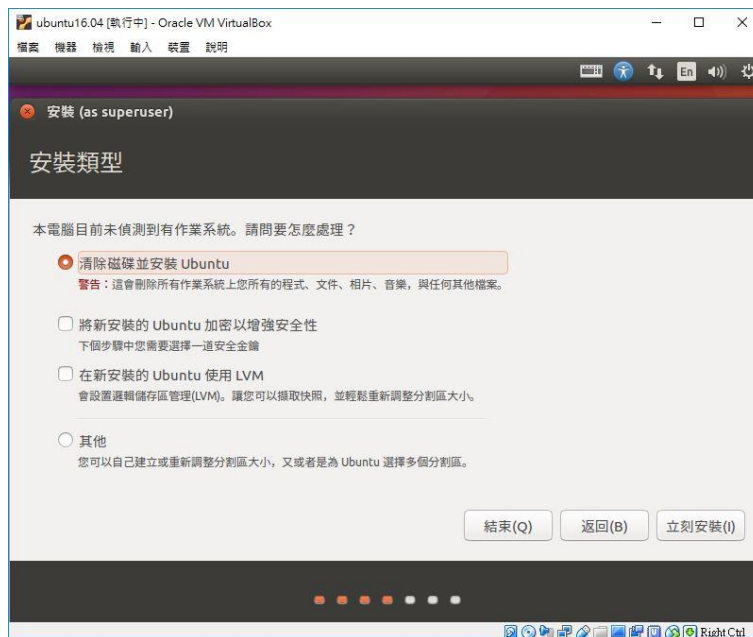 ubuntu16.04 [執行中] - Oracle VM VirtualBox
檔案 機器 檢視 輸入 裝置 說明
En
安裝 (as superuser)
安裝類型
本電腦目前未偵測到有作業系統。請問要怎麼處理？
清除磁碟並安裝 Ubuntu
警告：這會刪除所有作業系統上您所有的程式、文件、相片、音樂，與任何其他檔案。
將新安裝的 Ubuntu 加密以增強安全性
下個步驟中您需要選擇一道安全金鑰
在新安裝的 Ubuntu 使用 LVM
會設置邏輯儲存區管理(LVM)。讓您可以擷取快照，並輕鬆重新調整分割區大小。
其他
您可以自己建立或重新調整分割區大小，又或者是為 Ubuntu 選擇多個分割區。
結束(Q) 返回(B) 立刻安裝(I)
Right Ctrl